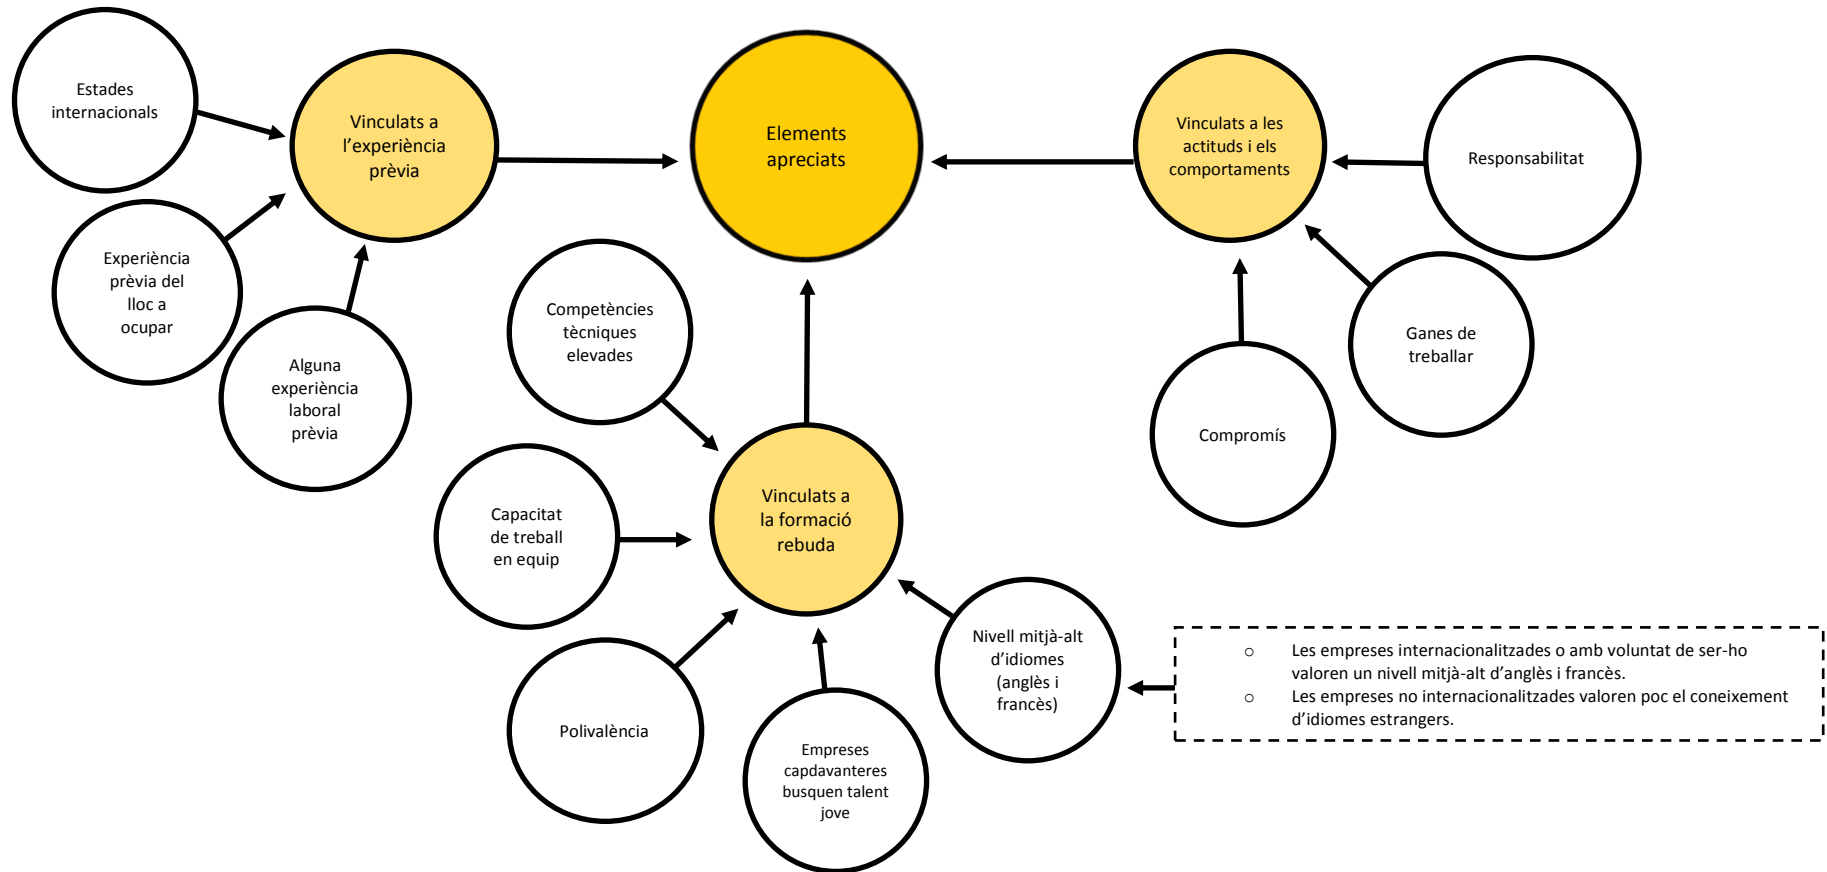 Estades
internacionals
Vinculats a
l’experiència
prèvia
Elements
apreciats
Vinculats a les
actituds i els
comportaments
Responsabilitat
Experiència
prèvia del
lloc a
ocupar
Alguna
experiència
laboral
prèvia
Competències
tècniques
elevades
Ganes de
treballar
Compromís
Vinculats a
la formació
rebuda
Capacitat
de treball
en equip
Polivalència
Empreses
capdavanteres
busquen talent
jove
Nivell mitjà-alt
d’idiomes
(anglès i
francès)
o Les empreses internacionalitzades o amb voluntat de ser-ho
valoren un nivell mitjà-alt d’anglès i francès.
o Les empreses no internacionalitzades valoren poc el coneixement
d’idiomes estrangers.